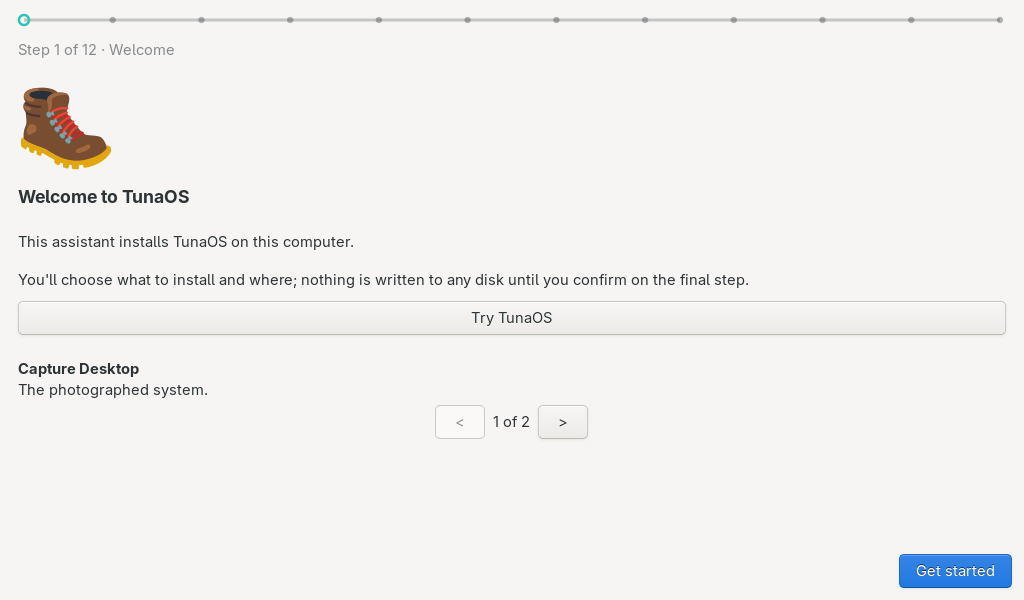 Step 1 of 12 · Welcome
Welcome to TunaOS
This assistant installs TunaOS on this computer.
You'll choose what to install and where; nothing is written to any disk until you confirm on the final step.
Try TunaOS
Capture Desktop
The photographed system.
< 1 of 2 >
Get started